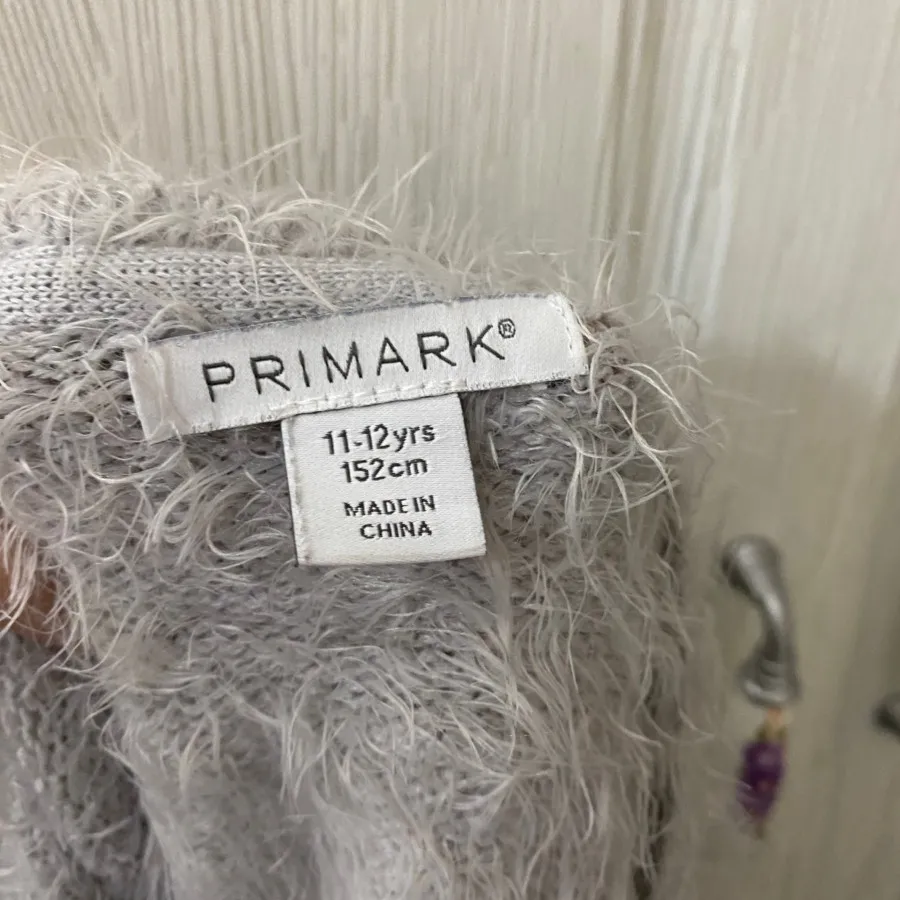 PRIMARK®
11-12yrs
152cm
MADE IN
CHINA